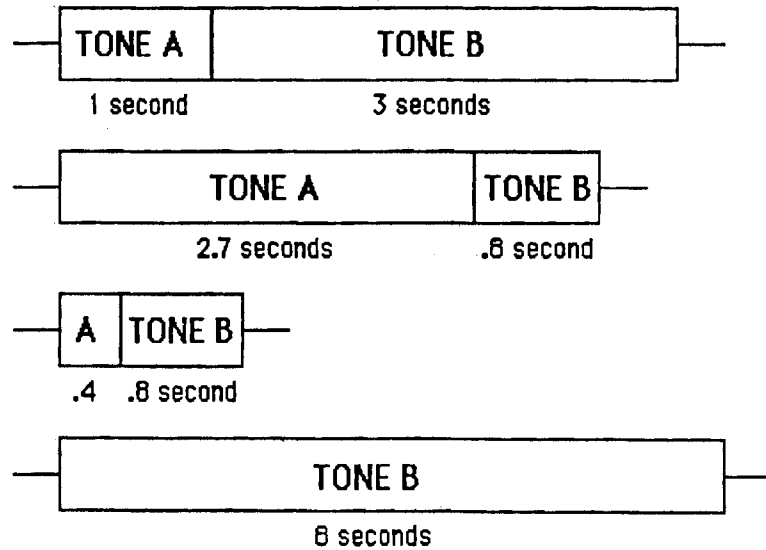 TONE A TONE B
1 second 3 seconds
TONE A TONE B
2.7 seconds .8 second
A TONE B
.4 .8 second
TONE B
8 seconds